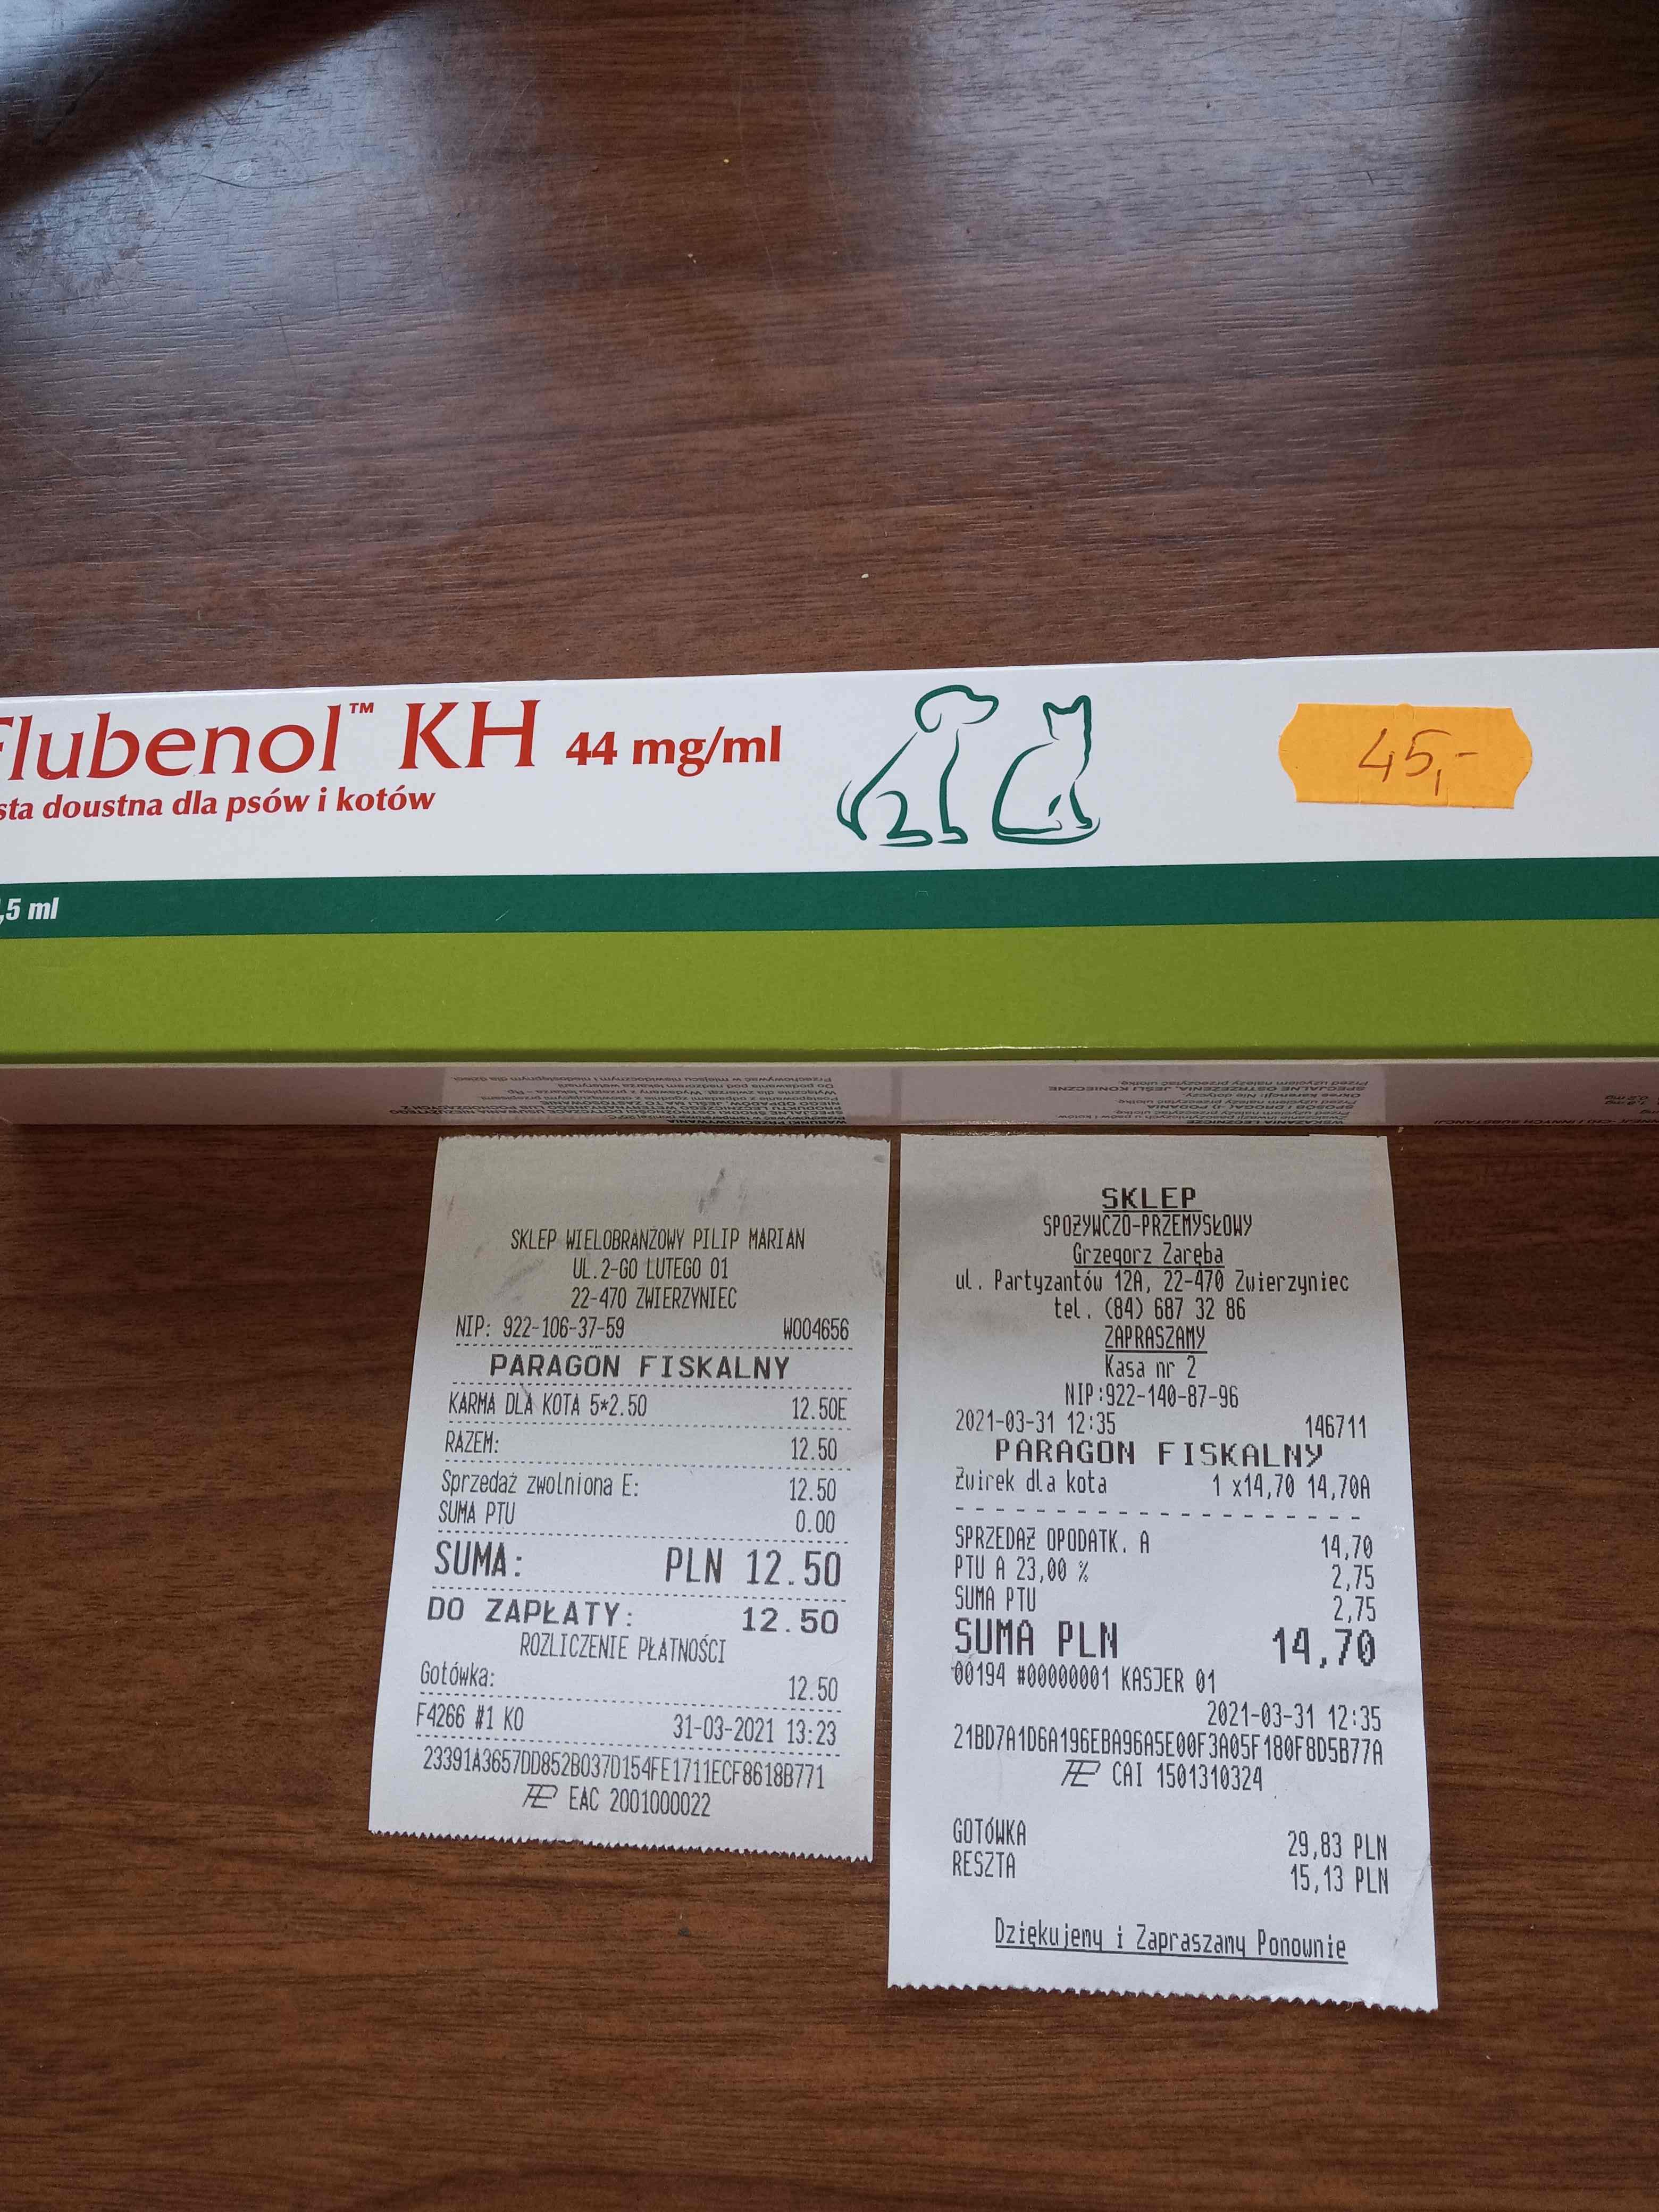 Flubenol™ KH 44 mg/ml
sta doustna dla psów i kotów
45,-
,5 ml
SKLEP WIELOBRANŻOWY PILIP MARIAN
UL.2-GO LUTEGO 01
22-470 ZWIERZYNIEC
NIP: 922-106-37-59 W004656
PARAGON FISKALNY
KARMA DLA KOTA 5*2.50 12.50E
RAZEM: 12.50
Sprzedaż zwolniona E: 12.50
SUMA PTU 0.00
SUMA: PLN 12.50
DO ZAPŁATY: 12.50
ROZLICZENIE PŁATNOŚCI
Gotówka: 12.50
F4266 #1 KO 31-03-2021 13:23
23391A3657DD852B037D154FE1711ECF8618B771
EAC 2001000022
SKLEP
SPOŻYWCZO-PRZEMYSŁOWY
Grzegorz Zaręba
ul. Partyzantów 12A, 22-470 Zwierzyniec
tel. (84) 687 32 86
ZAPRASZAMY
Kasa nr 2
NIP:922-140-87-96
2021-03-31 12:35 146711
PARAGON FISKALNY
Żwirek dla kota 1 x14,70 14,70A
SPRZEDAŻ OPODATK. A 14,70
PTU A 23,00 % 2,75
SUMA PTU 2,75
SUMA PLN 14,70
00194 #00000001 KASJER 01
2021-03-31 12:35
21BD7A1D6A196EBA96A5E00F3A05F180F8D5B77A
CAI 1501310324
GOTÓWKA 29,83 PLN
RESZTA 15,13 PLN
Dziękujemy i Zapraszamy Ponownie